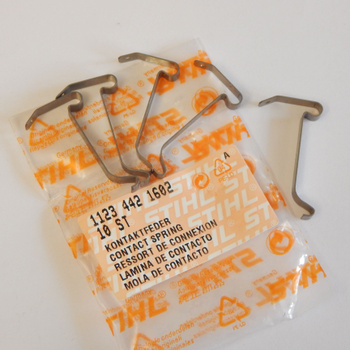 1123 442 1602 A
10 ST
KONTAKTFEDER
CONTACT SPRING
RESSORT DE CONNEXION
LAMINA DE CONTACTO
MOLA DE CONTACTO
STIHL